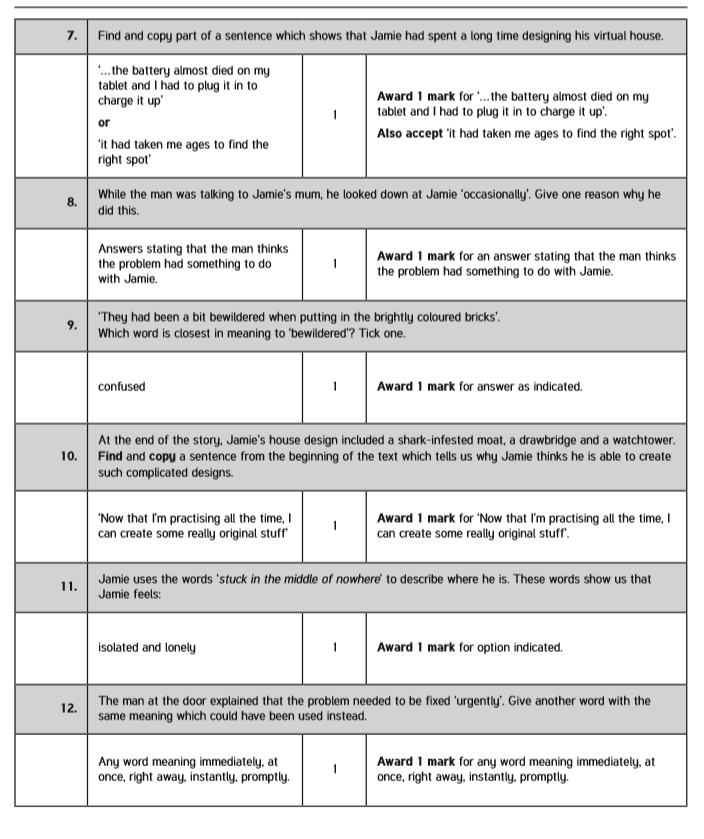 7. Find and copy part of a sentence which shows that Jamie had spent a long time designing his virtual house.
'...the battery almost died on my
tablet and I had to plug it in to
charge it up'
or
'it had taken me ages to find the
right spot'
1
Award 1 mark for '...the battery almost died on my
tablet and I had to plug it in to charge it up'.
Also accept 'it had taken me ages to find the right spot'.
8. While the man was talking to Jamie's mum, he looked down at Jamie 'occasionally'. Give one reason why he
did this.
Answers stating that the man thinks
the problem had something to do
with Jamie.
1
Award 1 mark for an answer stating that the man thinks
the problem had something to do with Jamie.
9. 'They had been a bit bewildered when putting in the brightly coloured bricks'.
Which word is closest in meaning to 'bewildered'? Tick one.
confused
1
Award 1 mark for answer as indicated.
10. At the end of the story, Jamie's house design included a shark-infested moat, a drawbridge and a watchtower.
Find and copy a sentence from the beginning of the text which tells us why Jamie thinks he is able to create
such complicated designs.
'Now that I'm practising all the time, I
can create some really original stuff'
1
Award 1 mark for 'Now that I'm practising all the time, I
can create some really original stuff'.
11. Jamie uses the words 'stuck in the middle of nowhere' to describe where he is. These words show us that
Jamie feels:
isolated and lonely
1
Award 1 mark for option indicated.
12. The man at the door explained that the problem needed to be fixed 'urgently'. Give another word with the
same meaning which could have been used instead.
Any word meaning immediately, at
once, right away, instantly, promptly.
1
Award 1 mark for any word meaning immediately, at
once, right away, instantly, promptly.